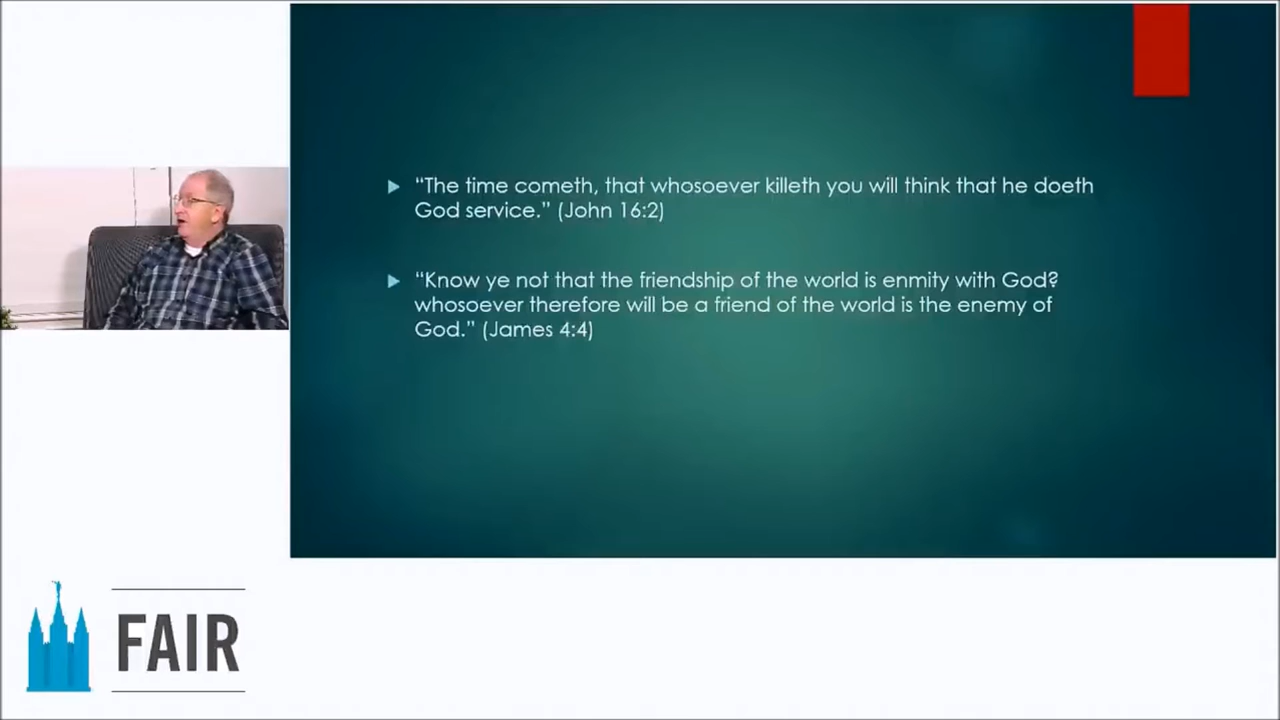 “The time cometh, that whosoever killeth you will think that he doeth
God service.” (John 16:2)
“Know ye not that the friendship of the world is enmity with God?
whosoever therefore will be a friend of the world is the enemy of
God.” (James 4:4)
FAIR